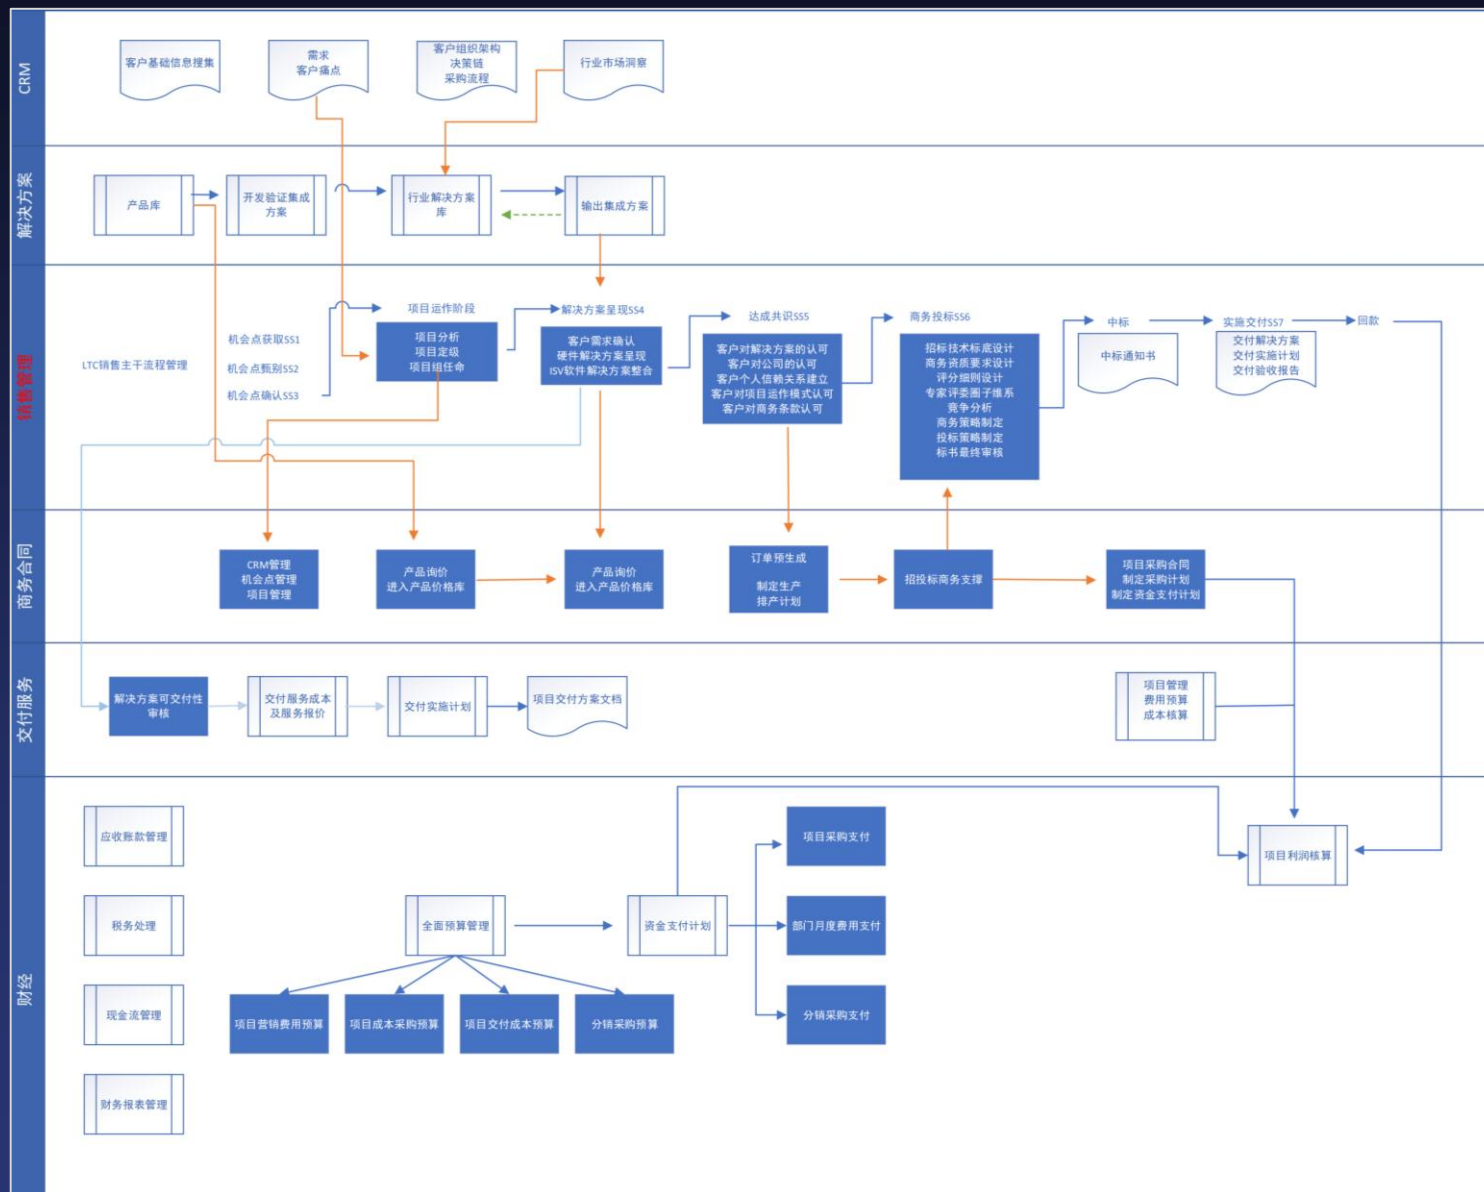 CRM
客户基础信息搜集
需求
客户痛点
客户组织架构
决策链
采购流程
行业市场洞察
解决方案
产品库
开发验证集成
方案
行业解决方案
库
输出集成方案
销售管理
LTC销售主干流程管理
机会点获取SS1
机会点甄别SS2
机会点确认SS3
项目运作阶段
项目分析
项目定级
项目组任命
解决方案呈现SS4
客户需求确认
硬件解决方案呈现
ISV软件解决方案整合
达成共识SS5
客户对解决方案的认可
客户对公司的认可
客户个人信赖关系建立
客户对项目运作模式认可
客户对商务条款认可
商务投标SS6
招标技术标底设计
商务资质要求设计
评分细则设计
专家评委圈子维系
竞争分析
商务策略制定
投标策略制定
标书最终审核
中标
中标通知书
实施交付SS7
交付解决方案
交付实施计划
交付验收报告
回款
商务合同
CRM管理
机会点管理
项目管理
产品询价
进入产品价格库
产品询价
进入产品价格库
订单预生成
制定生产
排产计划
招投标商务支撑
项目采购合同
制定采购计划
制定资金支付计划
交付服务
解决方案可交付性
审核
交付服务成本
及服务报价
交付实施计划
项目交付方案文档
项目管理
费用预算
成本核算
财经
应收账款管理
税务处理
现金流管理
财务报表管理
全面预算管理
项目营销费用预算
项目成本采购预算
项目交付成本预算
分销采购预算
资金支付计划
项目采购支付
部门月度费用支付
分销采购支付
项目利润核算